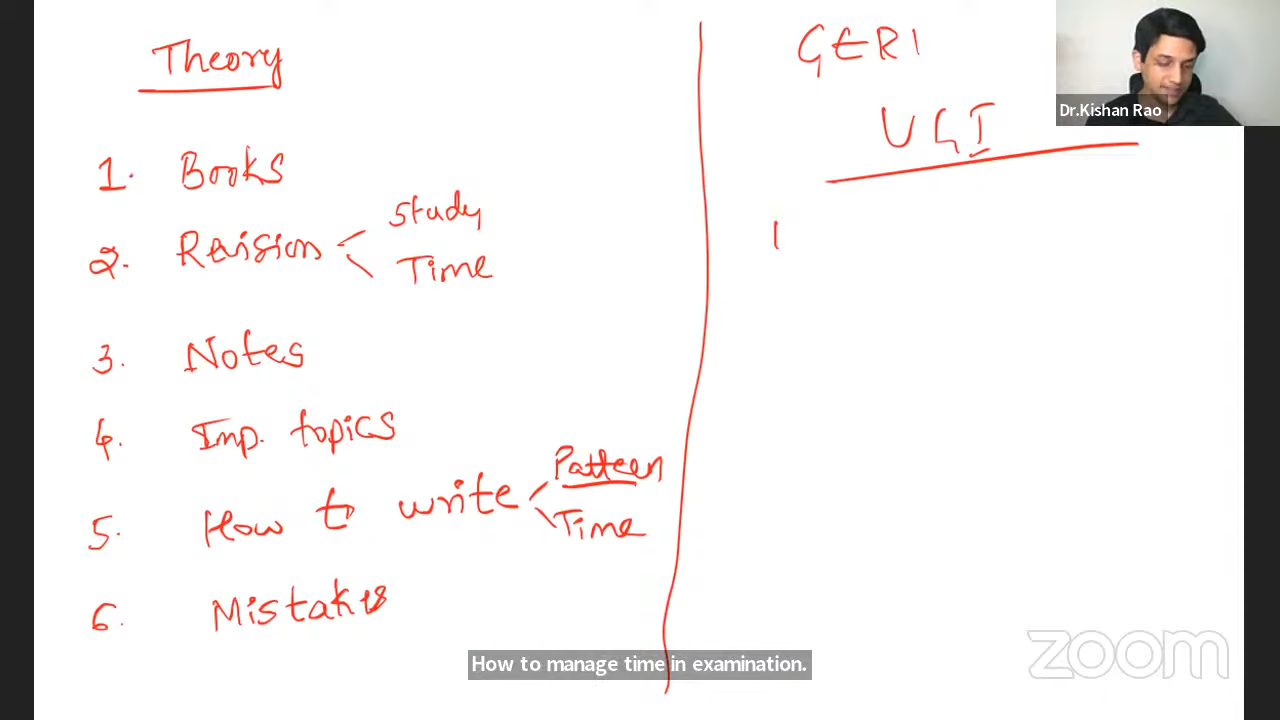 Theory
1. Books
2. Revision < Study
Time
3. Notes
4. Imp. topics
5. How to write < Pattern
Time
6. Mistakes
GERI
UGI
Dr.Kishan Rao
How to manage time in examination.
zoom